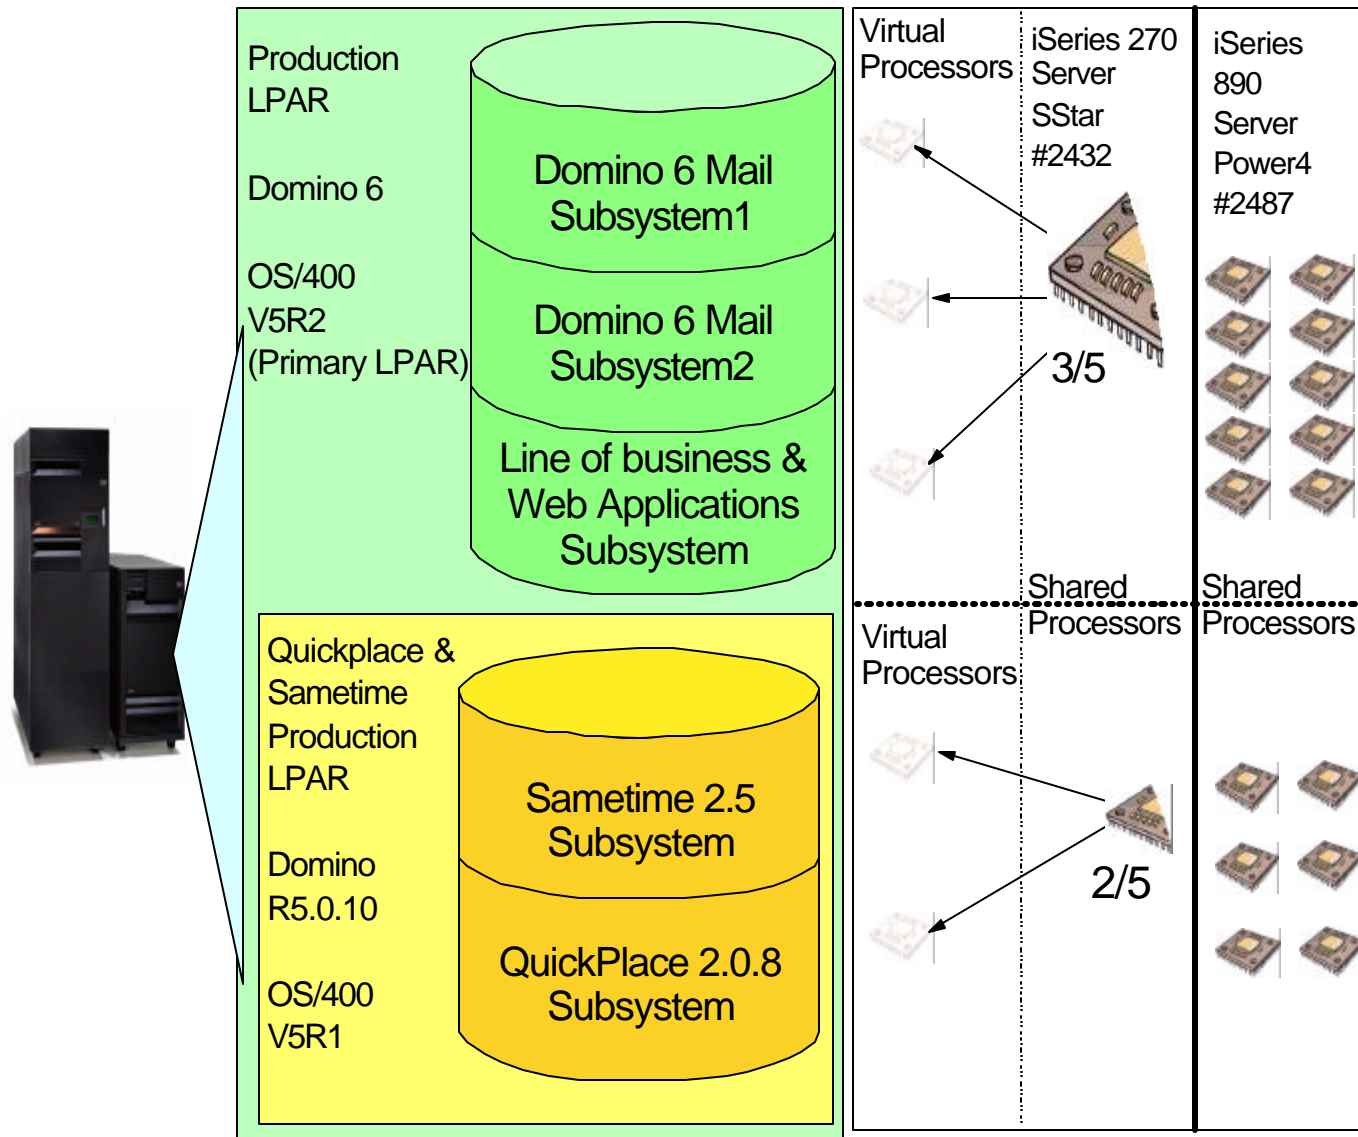 Production
LPAR
Domino 6
OS/400
V5R2
(Primary LPAR)
Domino 6 Mail
Subsystem1
Domino 6 Mail
Subsystem2
Line of business &
Web Applications
Subsystem
Quickplace &
Sametime
Production
LPAR
Domino
R5.0.10
OS/400
V5R1
Sametime 2.5
Subsystem
QuickPlace 2.0.8
Subsystem
Virtual
Processors
iSeries 270
Server
SStar
#2432
3/5
iSeries
890
Server
Power4
#2487
Shared
Processors
Shared
Processors
Virtual
Processors
2/5